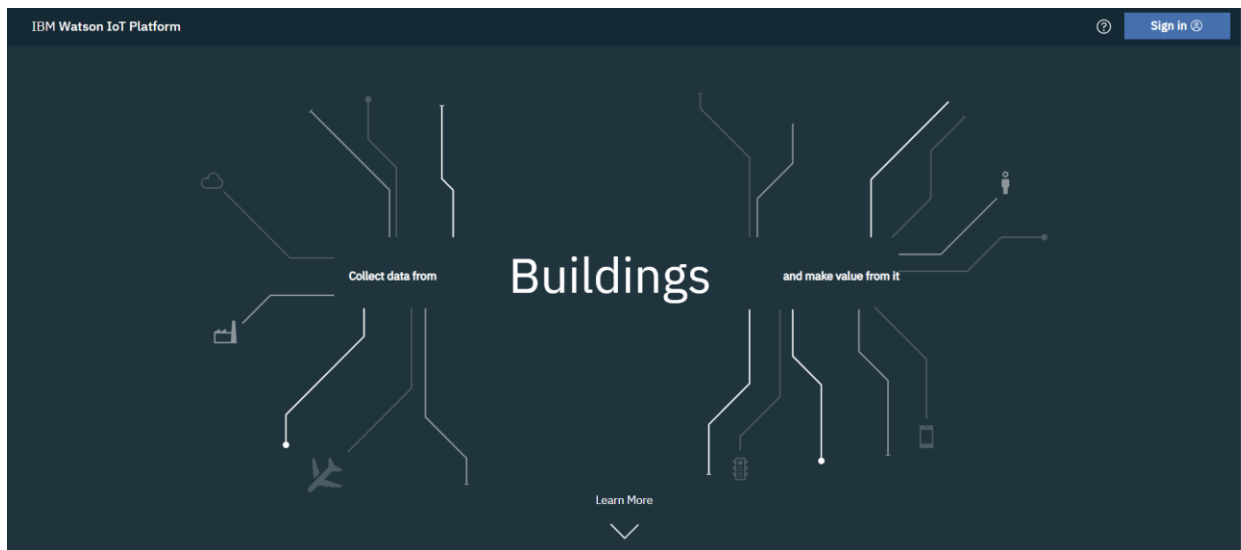 IBM Watson IoT Platform
Sign in
Collect data from
Buildings
and make value from it
Learn More